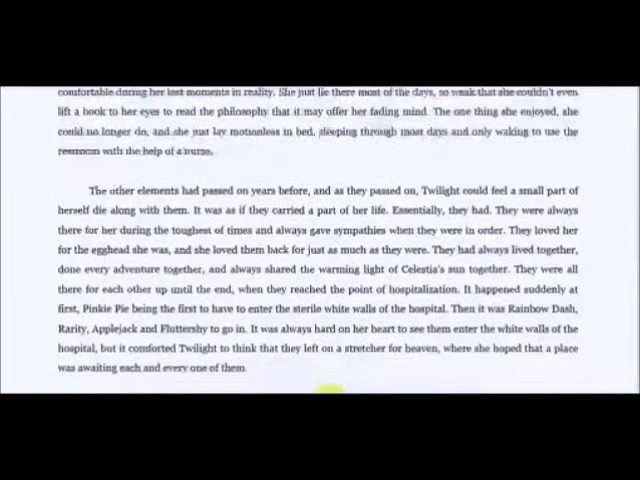 comfortable during her last moments in reality. She just lie there most of the days, so weak that she couldn't even
lift a book to her eyes to read the philosophy that it may offer her fading mind. The one thing she enjoyed, she
could no longer do, and she just lay motionless in bed, sleeping through most days and only waking to use the
restroom with the help of a nurse.
The other elements had passed on years before, and as they passed on, Twilight could feel a small part of
herself die along with them. It was as if they carried a part of her life. Essentially, they had. They were always
there for her during the toughest of times and always gave sympathies when they were in order. They loved her
for the egghead she was, and she loved them back for just as much as they were. They had always lived together,
done every adventure together, and always shared the warming light of Celestia's sun together. They were all
there for each other up until the end, when they reached the point of hospitalization. It happened suddenly at
first, Pinkie Pie being the first to have to enter the sterile white walls of the hospital. Then it was Rainbow Dash,
Rarity, Applejack and Fluttershy to go in. It was always hard on her heart to see them enter the white walls of the
hospital, but it comforted Twilight to think that they left on a stretcher for heaven, where she hoped that a place
was awaiting each and every one of them.